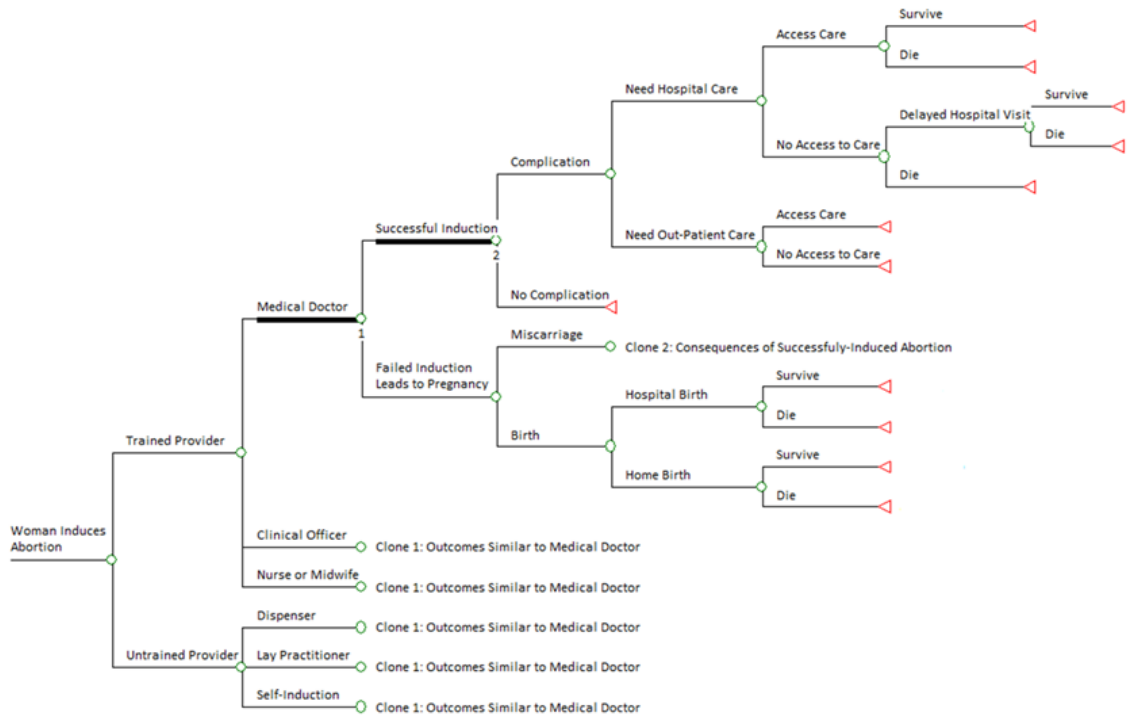 Survive
Access Care
Die
Need Hospital Care
Survive
Delayed Hospital Visit
Die
No Access to Care
Complication
Die
Access Care
Successful Induction
Need Out-Patient Care
2
No Access to Care
No Complication
Medical Doctor
1
Miscarriage
Clone 2: Consequences of Successfuly-Induced Abortion
Failed Induction
Leads to Pregnancy
Survive
Hospital Birth
Die
Birth
Trained Provider
Survive
Home Birth
Die
Woman Induces
Abortion
Clinical Officer
Clone 1: Outcomes Similar to Medical Doctor
Nurse or Midwife
Clone 1: Outcomes Similar to Medical Doctor
Dispenser
Clone 1: Outcomes Similar to Medical Doctor
Untrained Provider
Lay Practitioner
Clone 1: Outcomes Similar to Medical Doctor
Self-Induction
Clone 1: Outcomes Similar to Medical Doctor